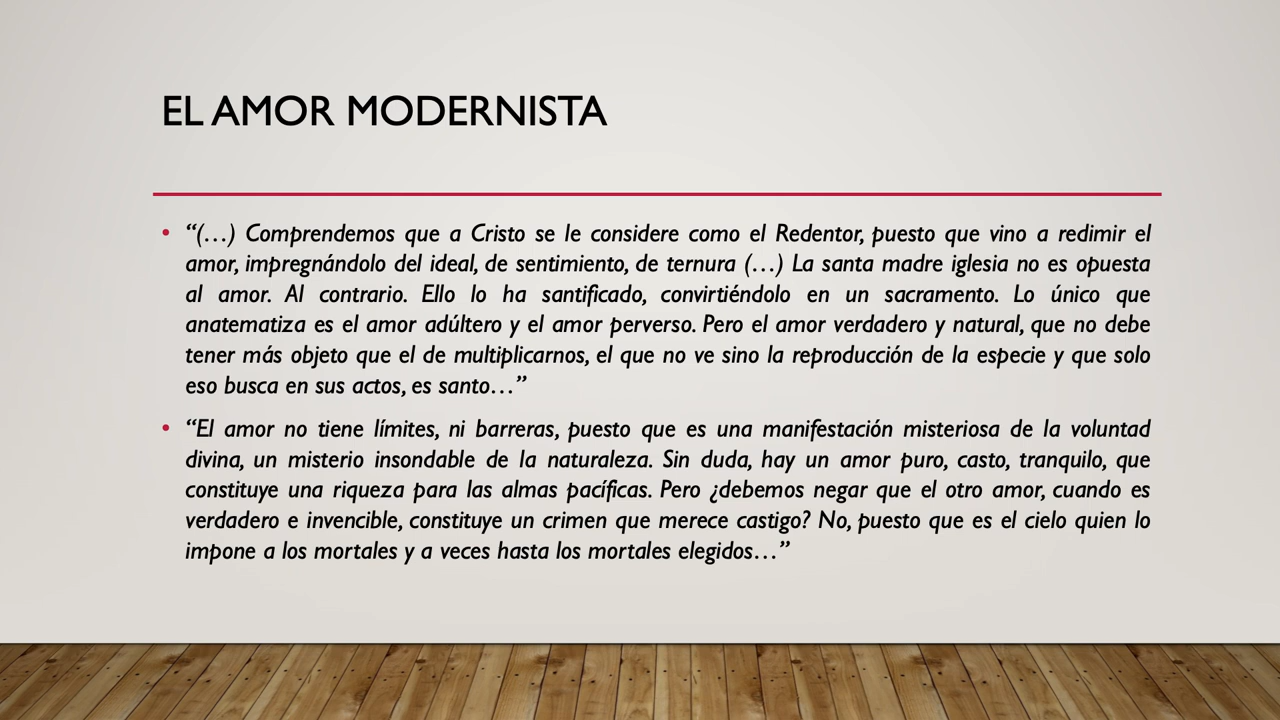 EL AMOR MODERNISTA
• “(…) Comprendemos que a Cristo se le considere como el Redentor, puesto que vino a redimir el
amor, impregnándolo del ideal, de sentimiento, de ternura (…) La santa madre iglesia no es opuesta
al amor. Al contrario. Ello lo ha santificado, convirtiéndolo en un sacramento. Lo único que
anatematiza es el amor adúltero y el amor perverso. Pero el amor verdadero y natural, que no debe
tener más objeto que el de multiplicarnos, el que no ve sino la reproducción de la especie y que solo
eso busca en sus actos, es santo…”
• “El amor no tiene límites, ni barreras, puesto que es una manifestación misteriosa de la voluntad
divina, un misterio insondable de la naturaleza. Sin duda, hay un amor puro, casto, tranquilo, que
constituye una riqueza para las almas pacíficas. Pero ¿debemos negar que el otro amor, cuando es
verdadero e invencible, constituye un crimen que merece castigo? No, puesto que es el cielo quien lo
impone a los mortales y a veces hasta los mortales elegidos…”